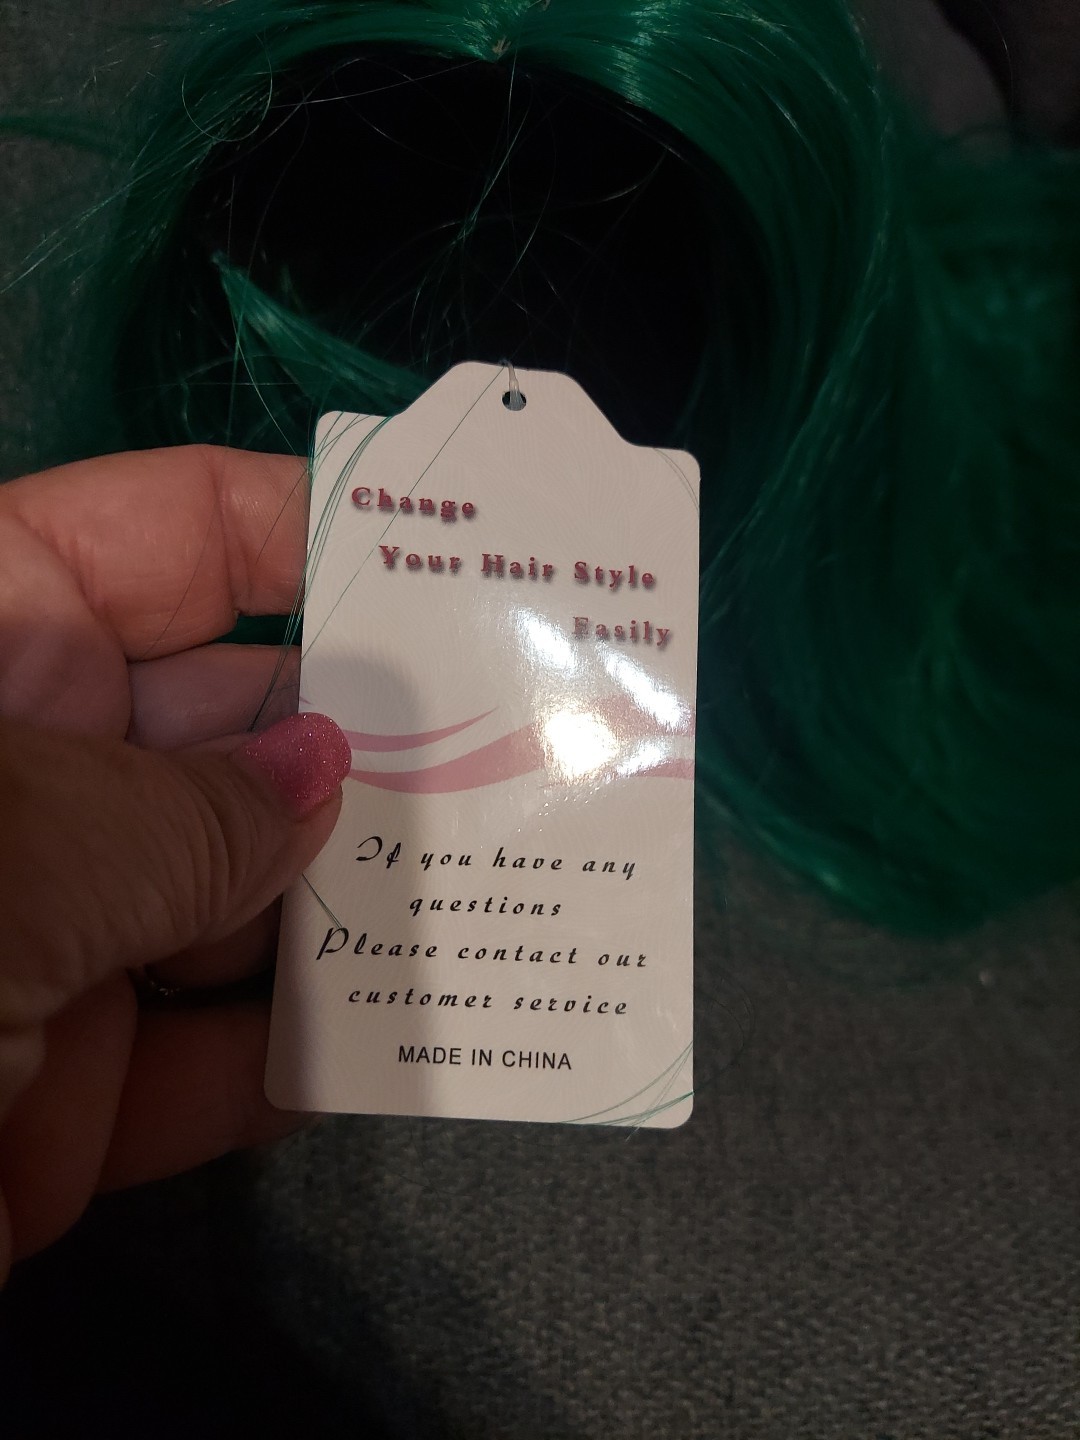 Change
Your Hair Style
Easily
If you have any
questions
Please contact our
customer service
MADE IN CHINA